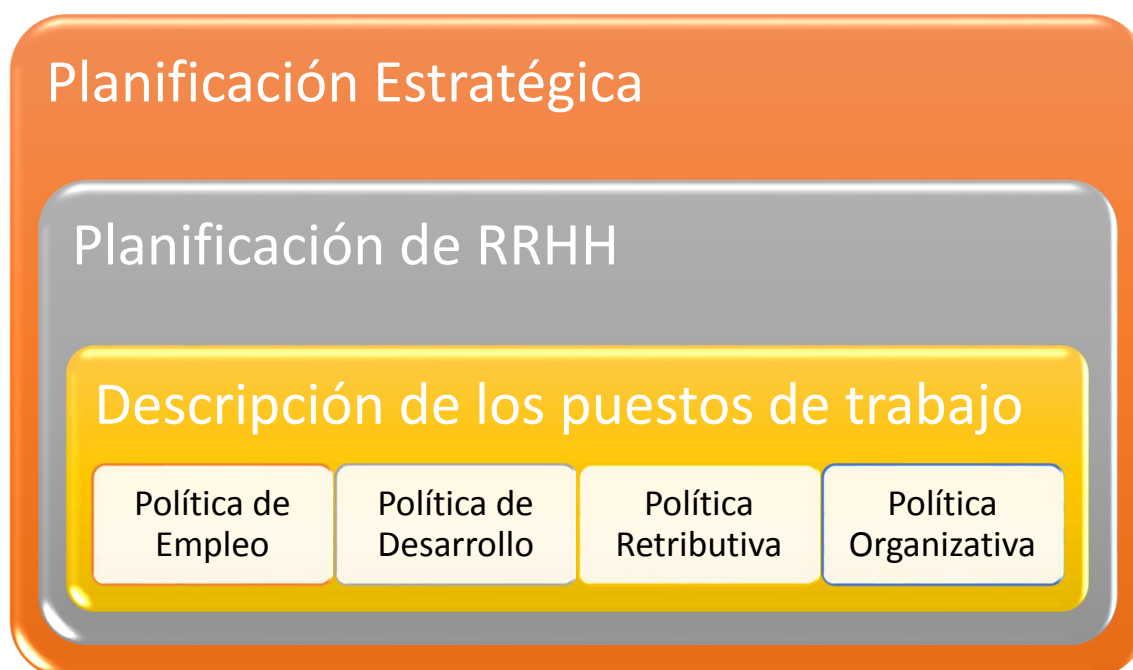 Planificación Estratégica
Planificación de RRHH
Descripción de los puestos de trabajo
Política de
Empleo
Política de
Desarrollo
Política
Retributiva
Política
Organizativa